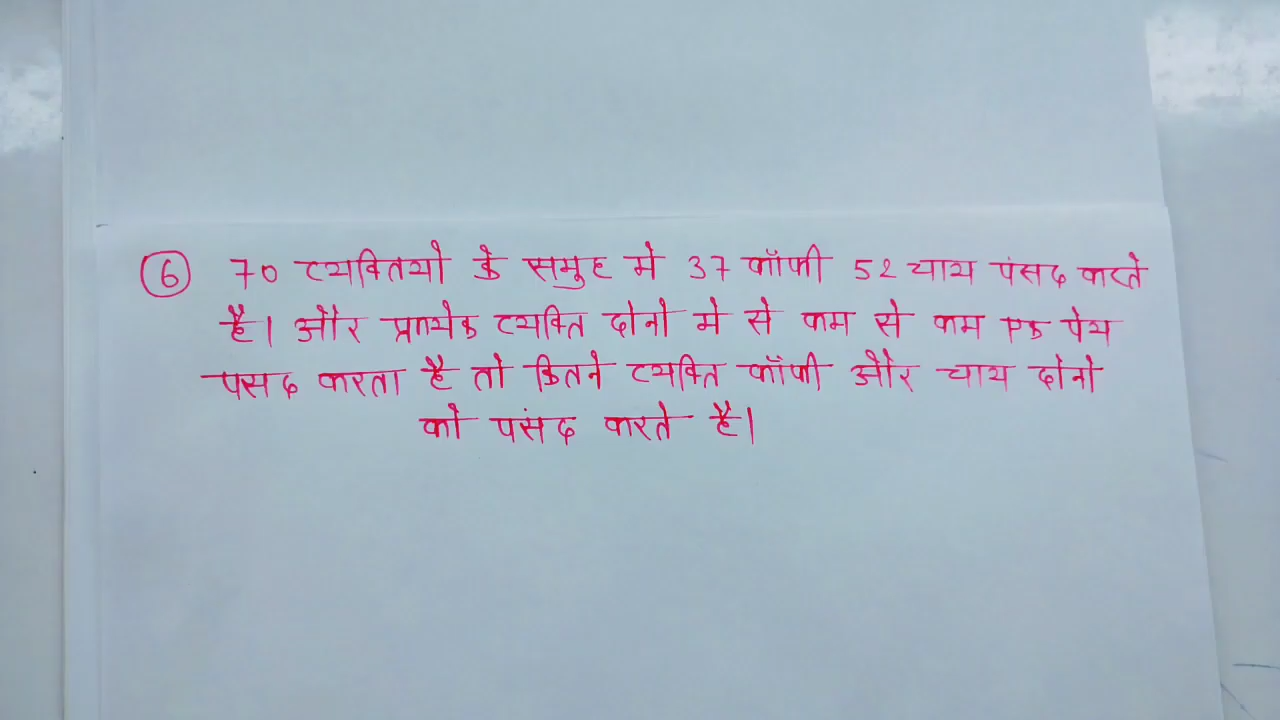 ⑥ 70 व्यक्तियो के समुह मे 37 कॉफी 52 चाय पंसद करते
है। और प्रत्येक व्यक्ति दोनो मे से कम से कम एक पेय
पसद करता है तो कितने व्यक्ति कॉफी और चाय दोनो
को पसंद करते है।